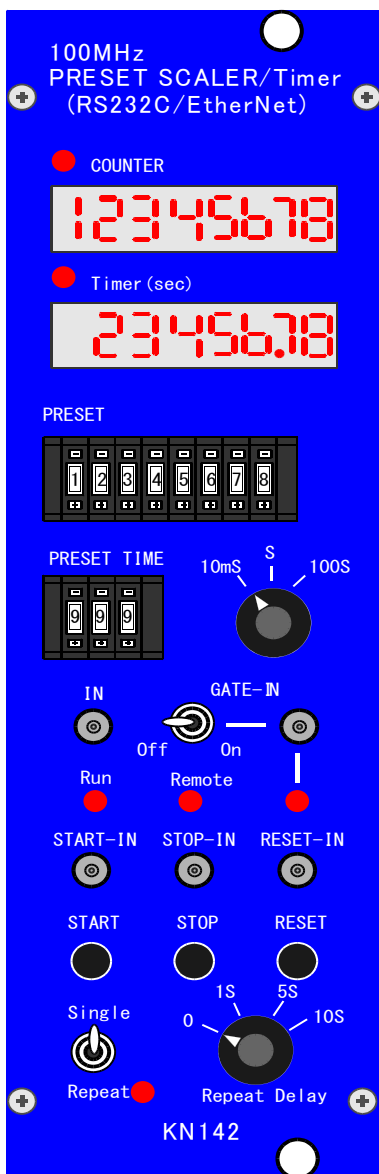 100MHz
PRESET SCALER/Timer
(RS232C/EtherNet)
COUNTER
12345678
Timer(sec)
23456.78
PRESET
1 2 3 4 5 6 7 8
PRESET TIME
9 9 9
10mS S 100S
IN GATE-IN
Off On
Run Remote
START-IN STOP-IN RESET-IN
START STOP RESET
Single
Repeat
0 1S 5S 10S
Repeat Delay
KN142